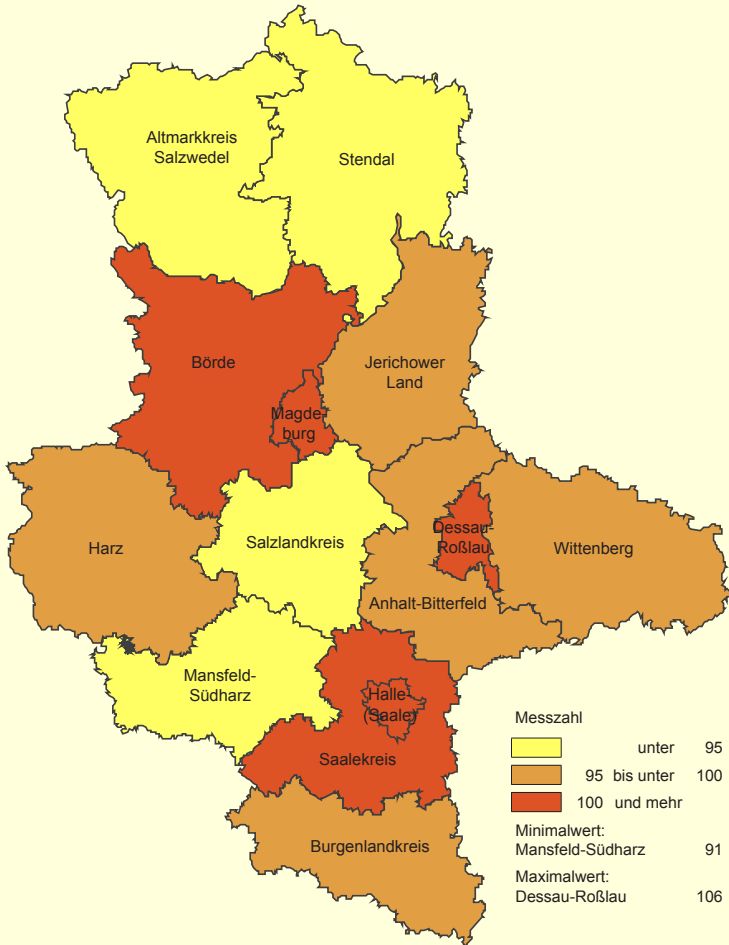 Altmarkkreis
Salzwedel
Stendal
Börde
Jerichower
Land
Magde-
burg
Harz
Salzlandkreis
Dessau-
Roßlau
Wittenberg
Anhalt-Bitterfeld
Mansfeld-
Südharz
Halle-
(Saale)
Saalekreis
Burgenlandkreis
Messzahl
unter 95
95 bis unter 100
100 und mehr
Minimalwert:
Mansfeld-Südharz 91
Maximalwert:
Dessau-Roßlau 106